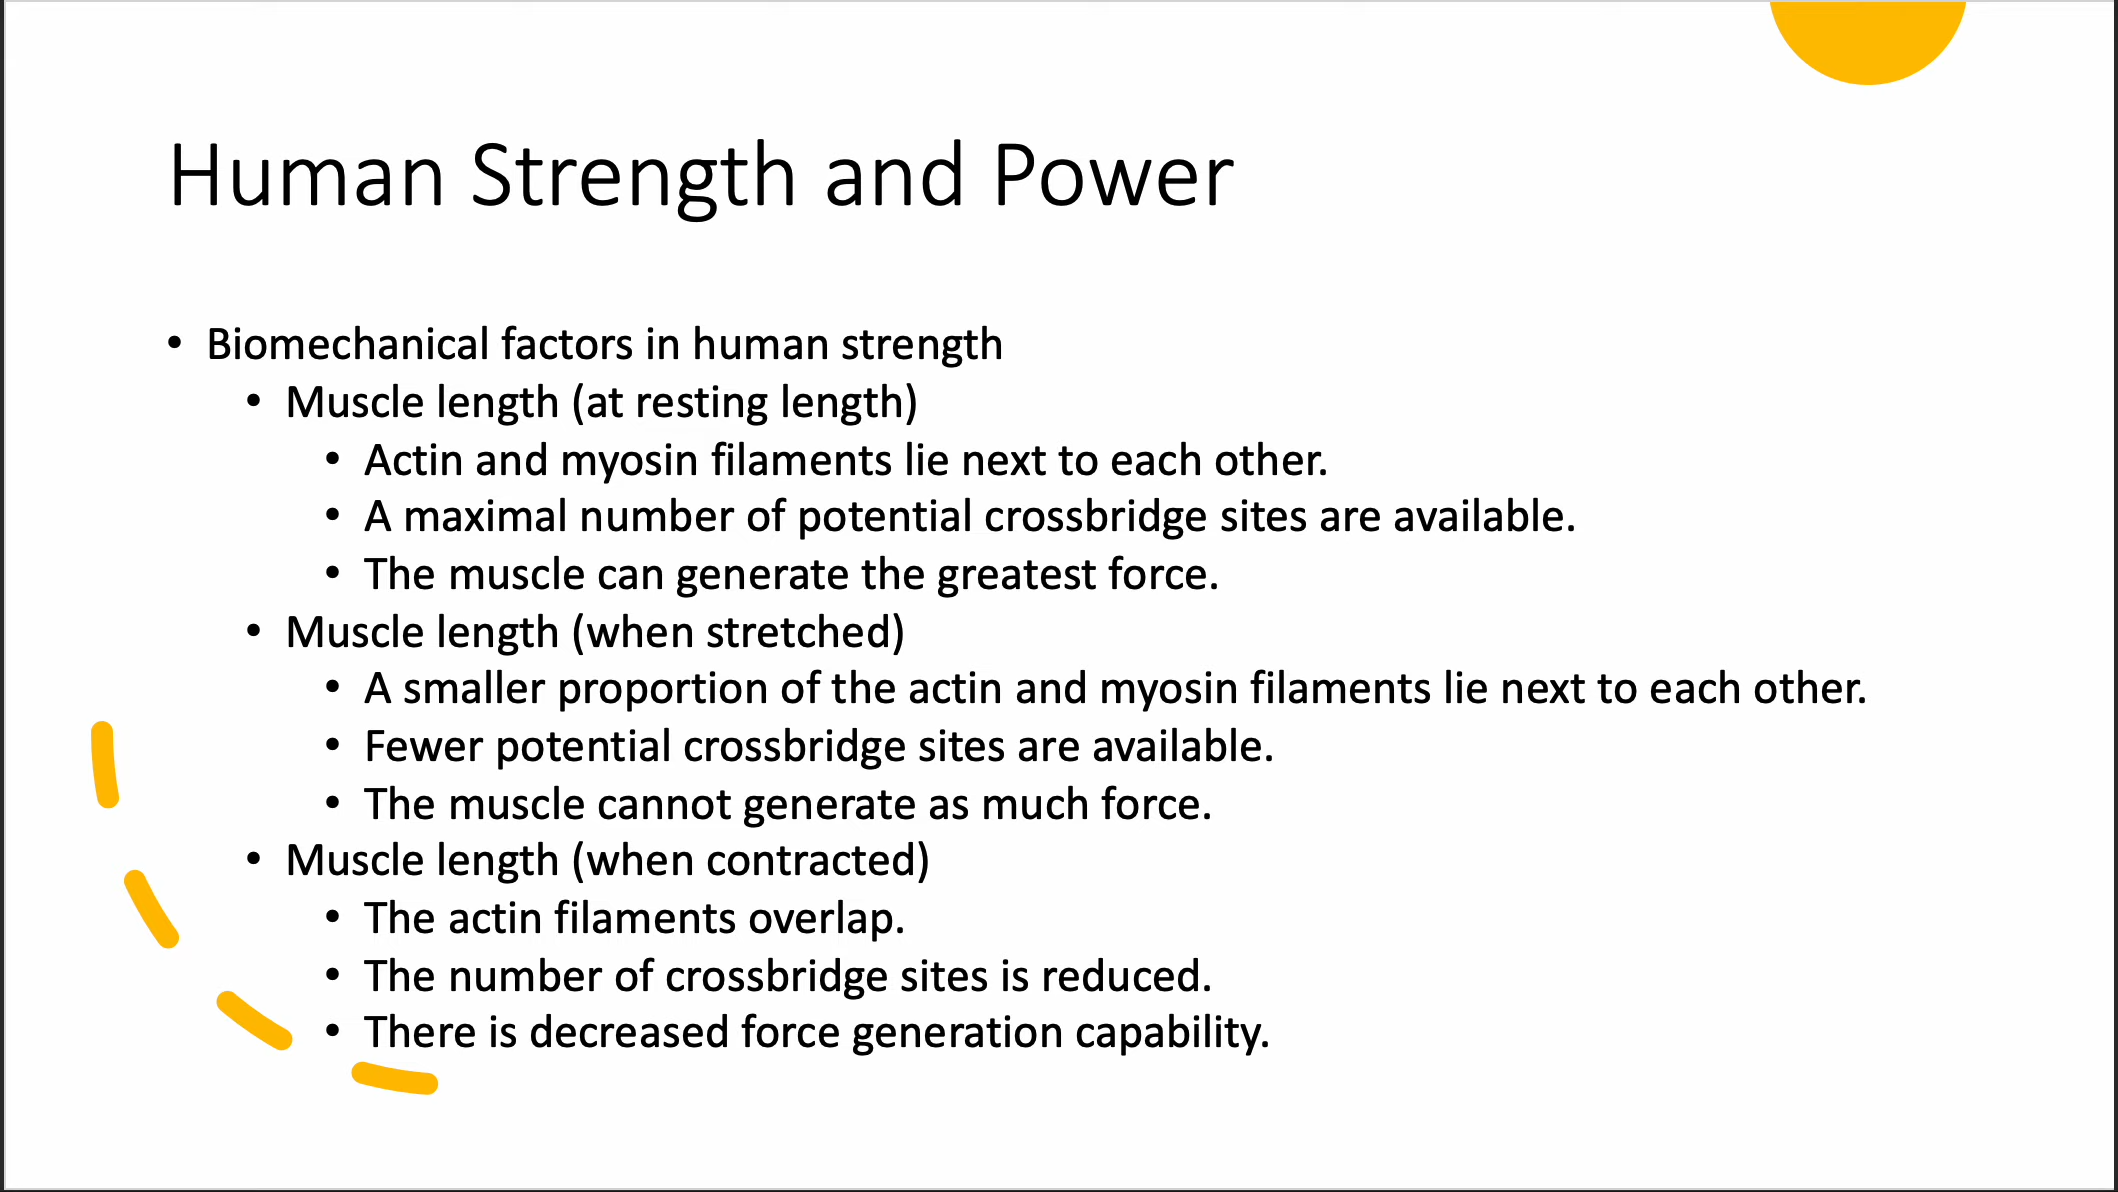 Human Strength and Power
• Biomechanical factors in human strength
• Muscle length (at resting length)
• Actin and myosin filaments lie next to each other.
• A maximal number of potential crossbridge sites are available.
• The muscle can generate the greatest force.
• Muscle length (when stretched)
• A smaller proportion of the actin and myosin filaments lie next to each other.
• Fewer potential crossbridge sites are available.
• The muscle cannot generate as much force.
• Muscle length (when contracted)
• The actin filaments overlap.
• The number of crossbridge sites is reduced.
• There is decreased force generation capability.